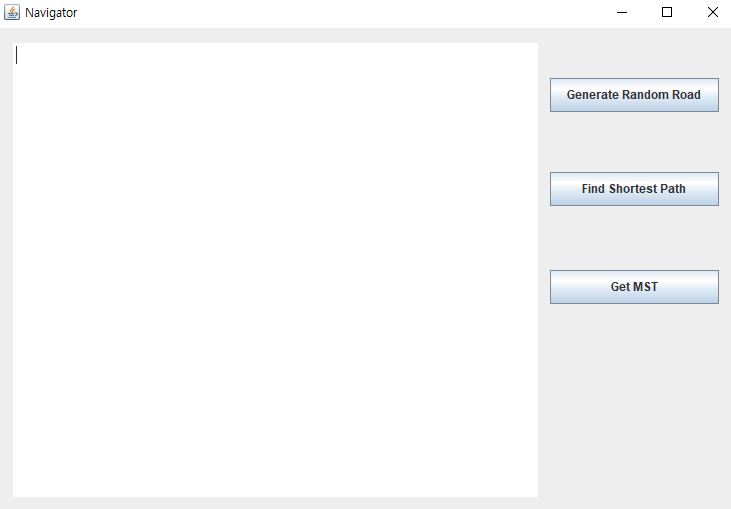 Navigator
Generate Random Road
Find Shortest Path
Get MST